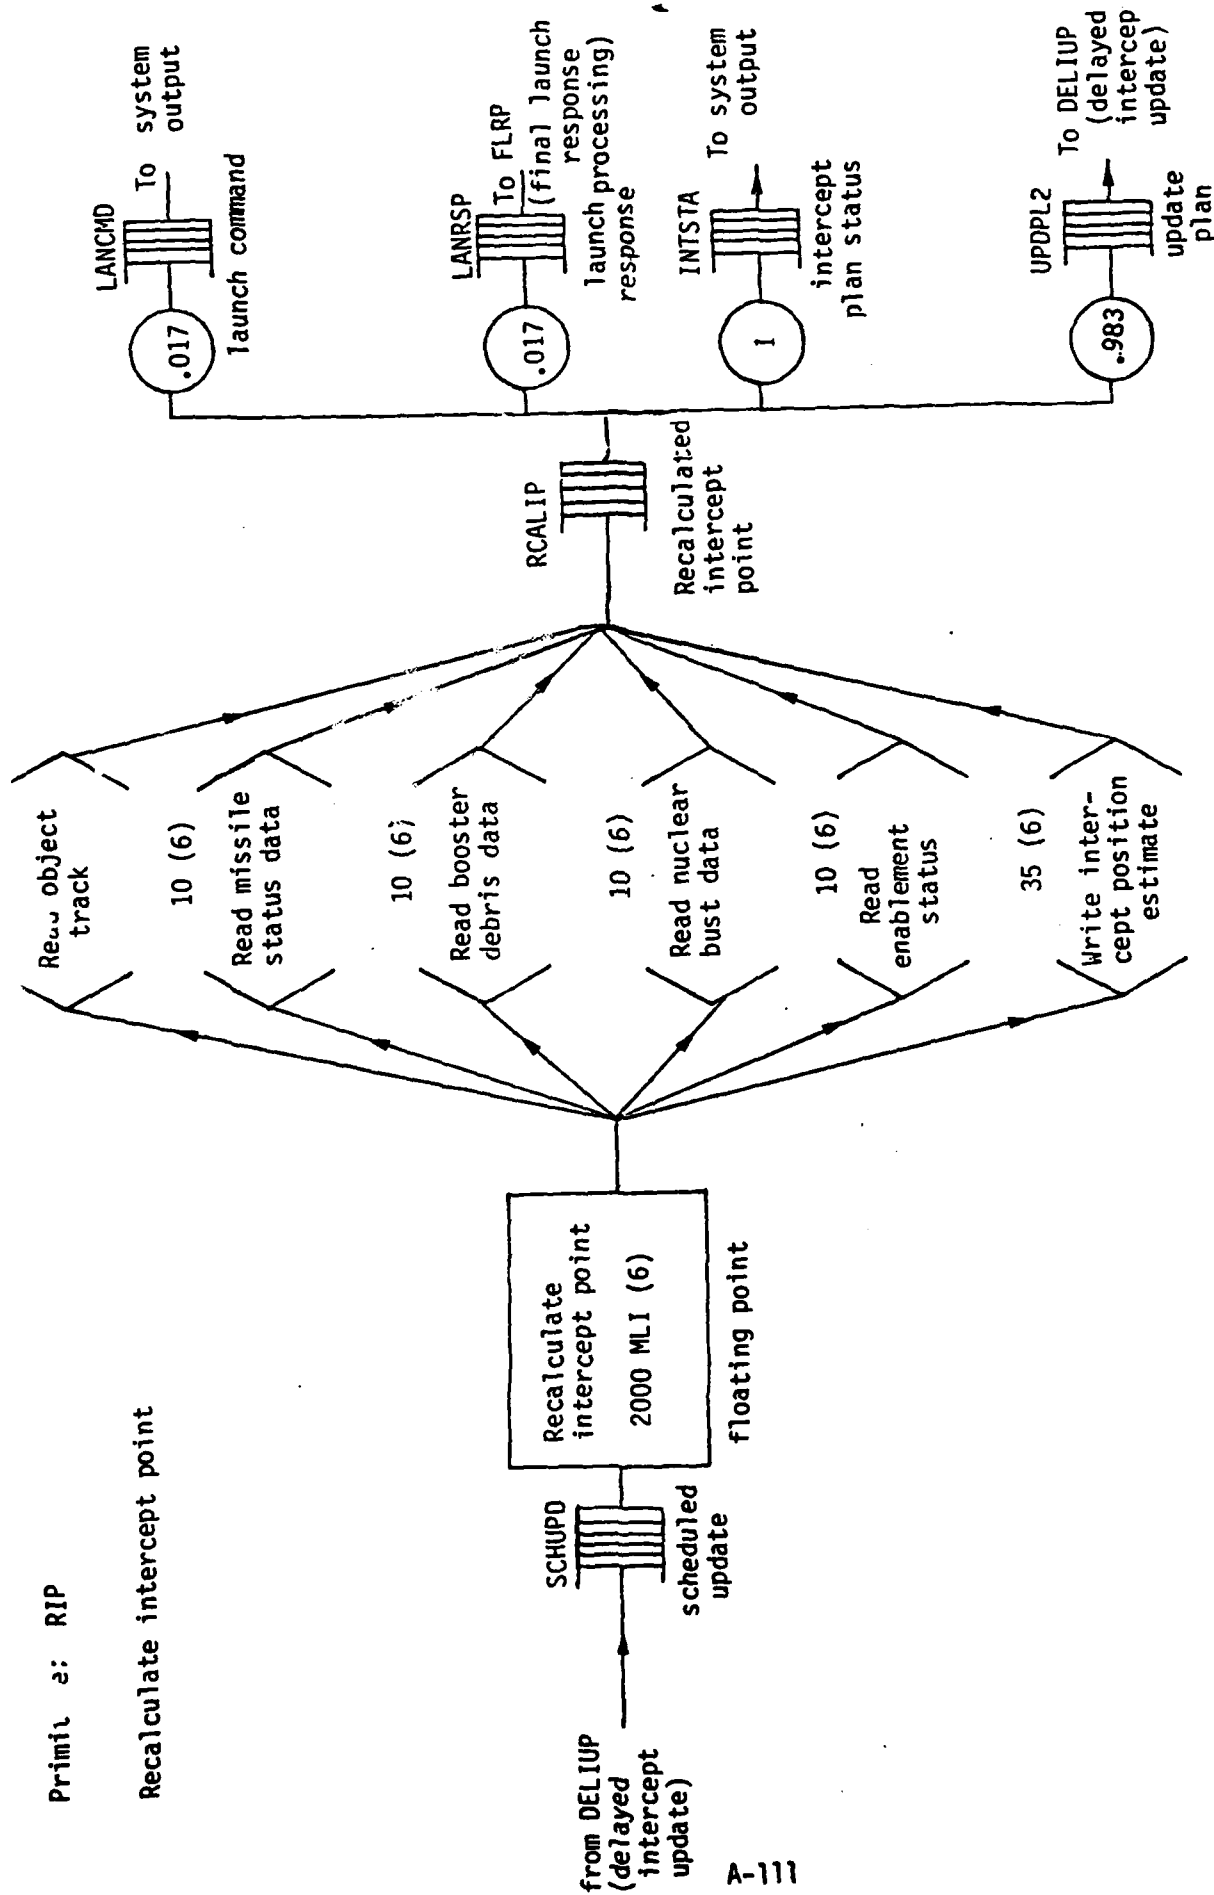 Primi e: RIP
Recalculate intercept point
from DELIUP
(delayed
intercept
update)
SCHUPD
scheduled
update
Recalculate
intercept point
2000 MLI (6)
floating point
object
track
10 (6)
Read missile
status data
10 (6)
Read booster
debris data
10 (6)
Read nuclear
bust data
10 (6)
Read
enablement
status
35 (6)
Write inter-
cept position
estimate
RCALIP
Recalculated
intercept
point
LANCMD
.017
To system
output
launch command
LANRSP
.017
To FLRP
(final launch
response
processing)
launch
response
INTSTA
1
To system
output
intercept
plan status
UPDPL2
.983
To DELIUP
(delayed
intercep
update)
update
plan
A-111